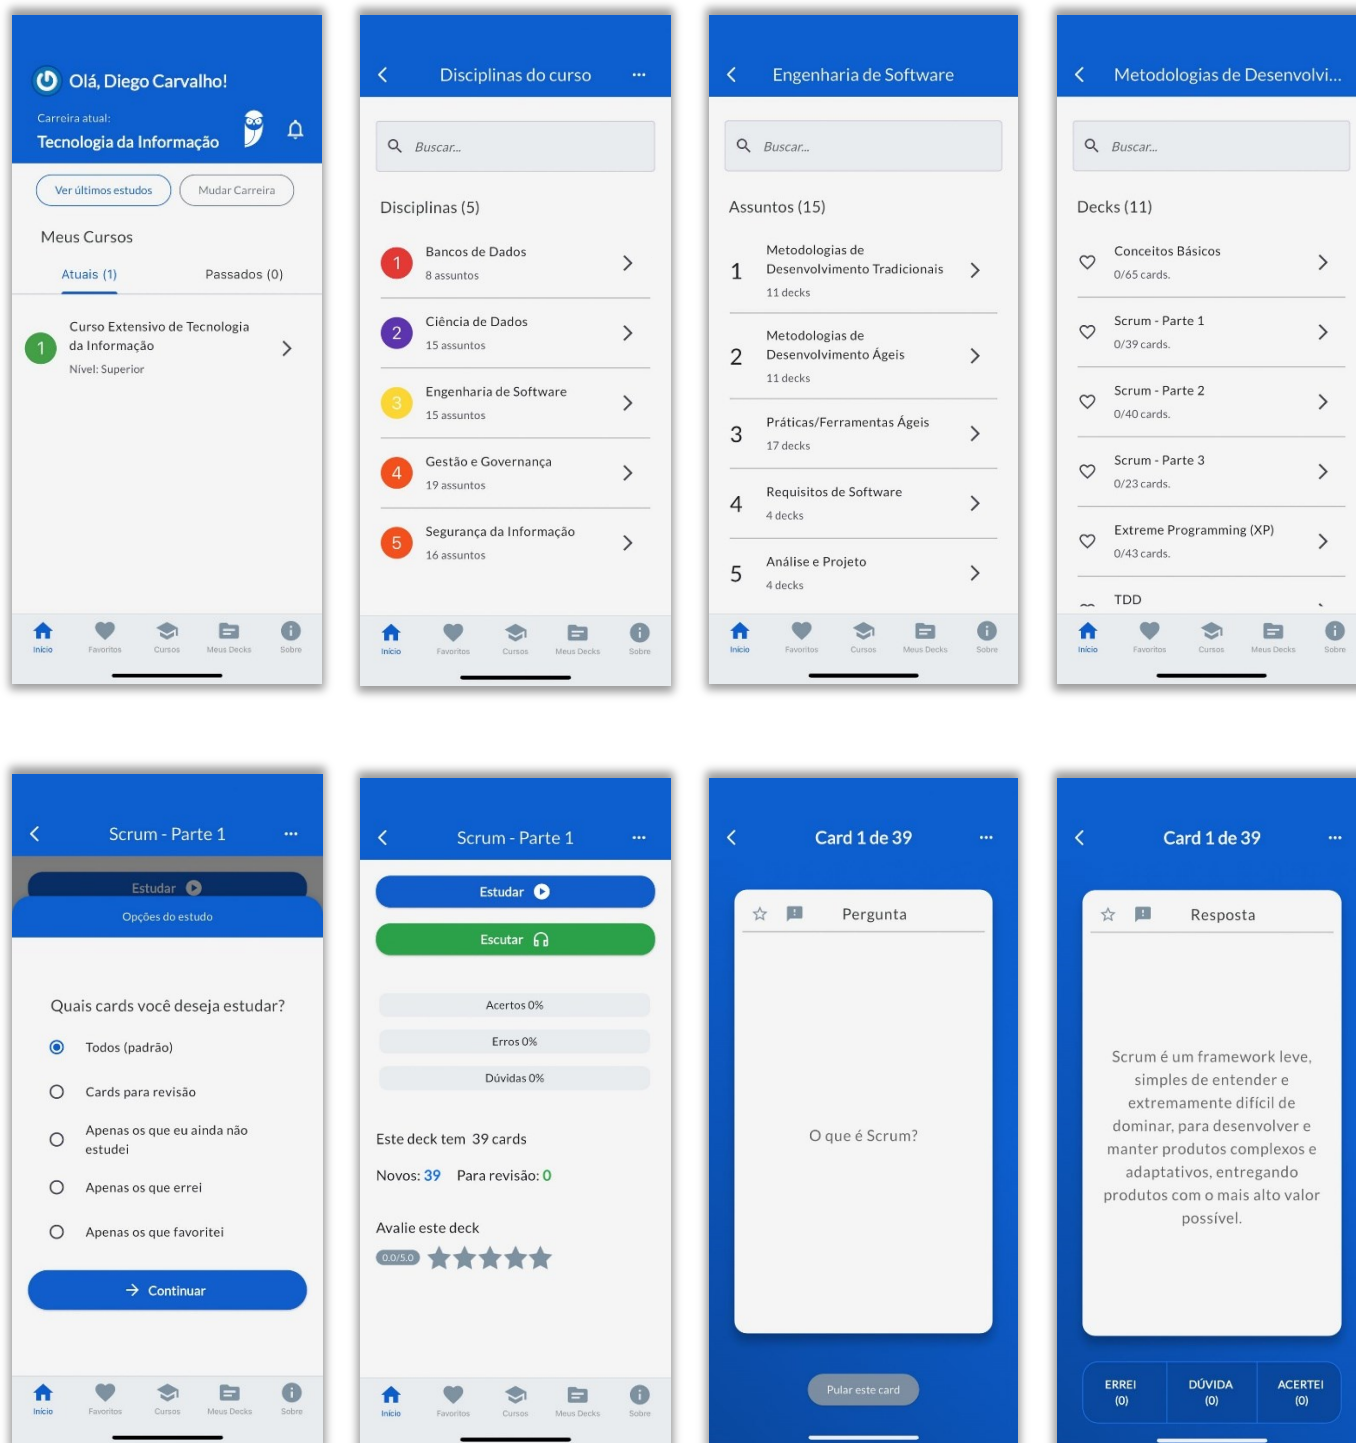 Olá, Diego Carvalho!
Carreira atual:
Tecnologia da Informação
Ver últimos estudos
Mudar Carreira
Meus Cursos
Atuais (1)
Passados (0)
1
Curso Extensivo de Tecnologia
da Informação
Nível: Superior
Início
Favoritos
Cursos
Meus Decks
Sobre
Disciplinas do curso
Buscar...
Disciplinas (5)
1
Bancos de Dados
8 assuntos
2
Ciência de Dados
15 assuntos
3
Engenharia de Software
15 assuntos
4
Gestão e Governança
19 assuntos
5
Segurança da Informação
16 assuntos
Início
Favoritos
Cursos
Meus Decks
Sobre
Engenharia de Software
Buscar...
Assuntos (15)
1
Metodologias de
Desenvolvimento Tradicionais
11 decks
2
Metodologias de
Desenvolvimento Ágeis
11 decks
3
Práticas/Ferramentas Ágeis
17 decks
4
Requisitos de Software
4 decks
5
Análise e Projeto
4 decks
Início
Favoritos
Cursos
Meus Decks
Sobre
Metodologias de Desenvolvi...
Buscar...
Decks (11)
Conceitos Básicos
0/65 cards.
Scrum - Parte 1
0/39 cards.
Scrum - Parte 2
0/40 cards.
Scrum - Parte 3
0/23 cards.
Extreme Programming (XP)
0/43 cards.
TDD
Início
Favoritos
Cursos
Meus Decks
Sobre
Scrum - Parte 1
Estudar
Opções do estudo
Quais cards você deseja estudar?
Todos (padrão)
Cards para revisão
Apenas os que eu ainda não
estudei
Apenas os que errei
Apenas os que favoritei
→ Continuar
Início
Favoritos
Cursos
Meus Decks
Sobre
Scrum - Parte 1
Estudar
Escutar
Acertos 0%
Erros 0%
Dúvidas 0%
Este deck tem 39 cards
Novos: 39 Para revisão: 0
Avalie este deck
0.0/5.0
Início
Favoritos
Cursos
Meus Decks
Sobre
Card 1 de 39
Pergunta
O que é Scrum?
Pular este card
Card 1 de 39
Resposta
Scrum é um framework leve,
simples de entender e
extremamente difícil de
dominar, para desenvolver e
manter produtos complexos e
adaptativos, entregando
produtos com o mais alto valor
possível.
ERREI
(0)
DÚVIDA
(0)
ACERTEI
(0)